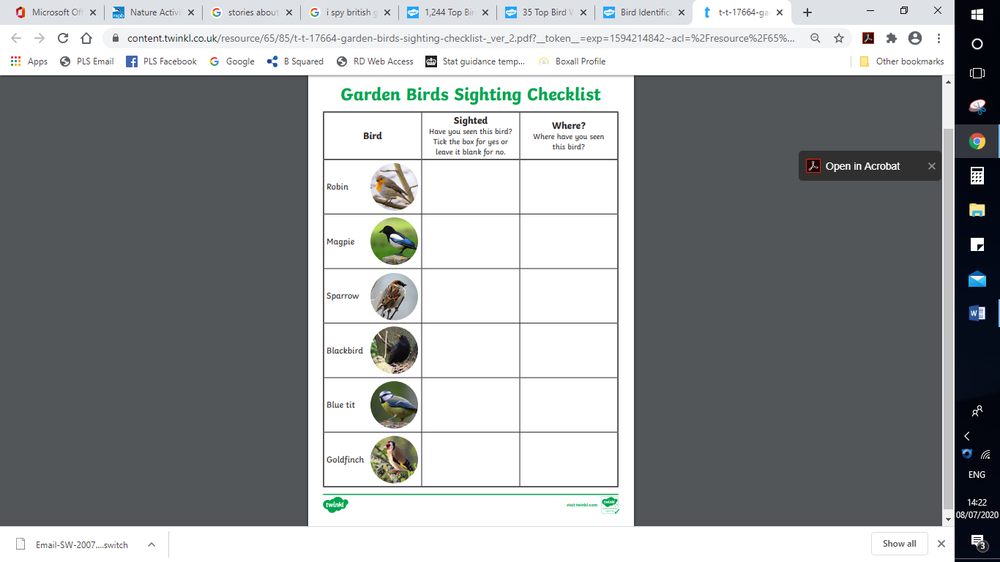 Microsoft Off
Nature Activi
stories about
i spy british g
1,244 Top Bir
35 Top Bird W
Bird Identifica
t-t-17664-gar
content.twinkl.co.uk/resource/65/85/t-t-17664-garden-birds-sighting-checklist-_ver_2.pdf?__token__=exp=1594214842~acl=%2Fresource%2F65%...
Apps
PLS Email
PLS Facebook
Google
B Squared
RD Web Access
Stat guidance temp...
Boxall Profile
Other bookmarks
Garden Birds Sighting Checklist
Bird
Sighted
Have you seen this bird?
Tick the box for yes or
leave it blank for no.
Where?
Where have you seen
this bird?
Robin
Magpie
Sparrow
Blackbird
Blue tit
Goldfinch
twinkl
visit twinkl.com
twinkl
Open in Acrobat
Email-SW-2007....switch
Show all
ENG
14:22
08/07/2020
3